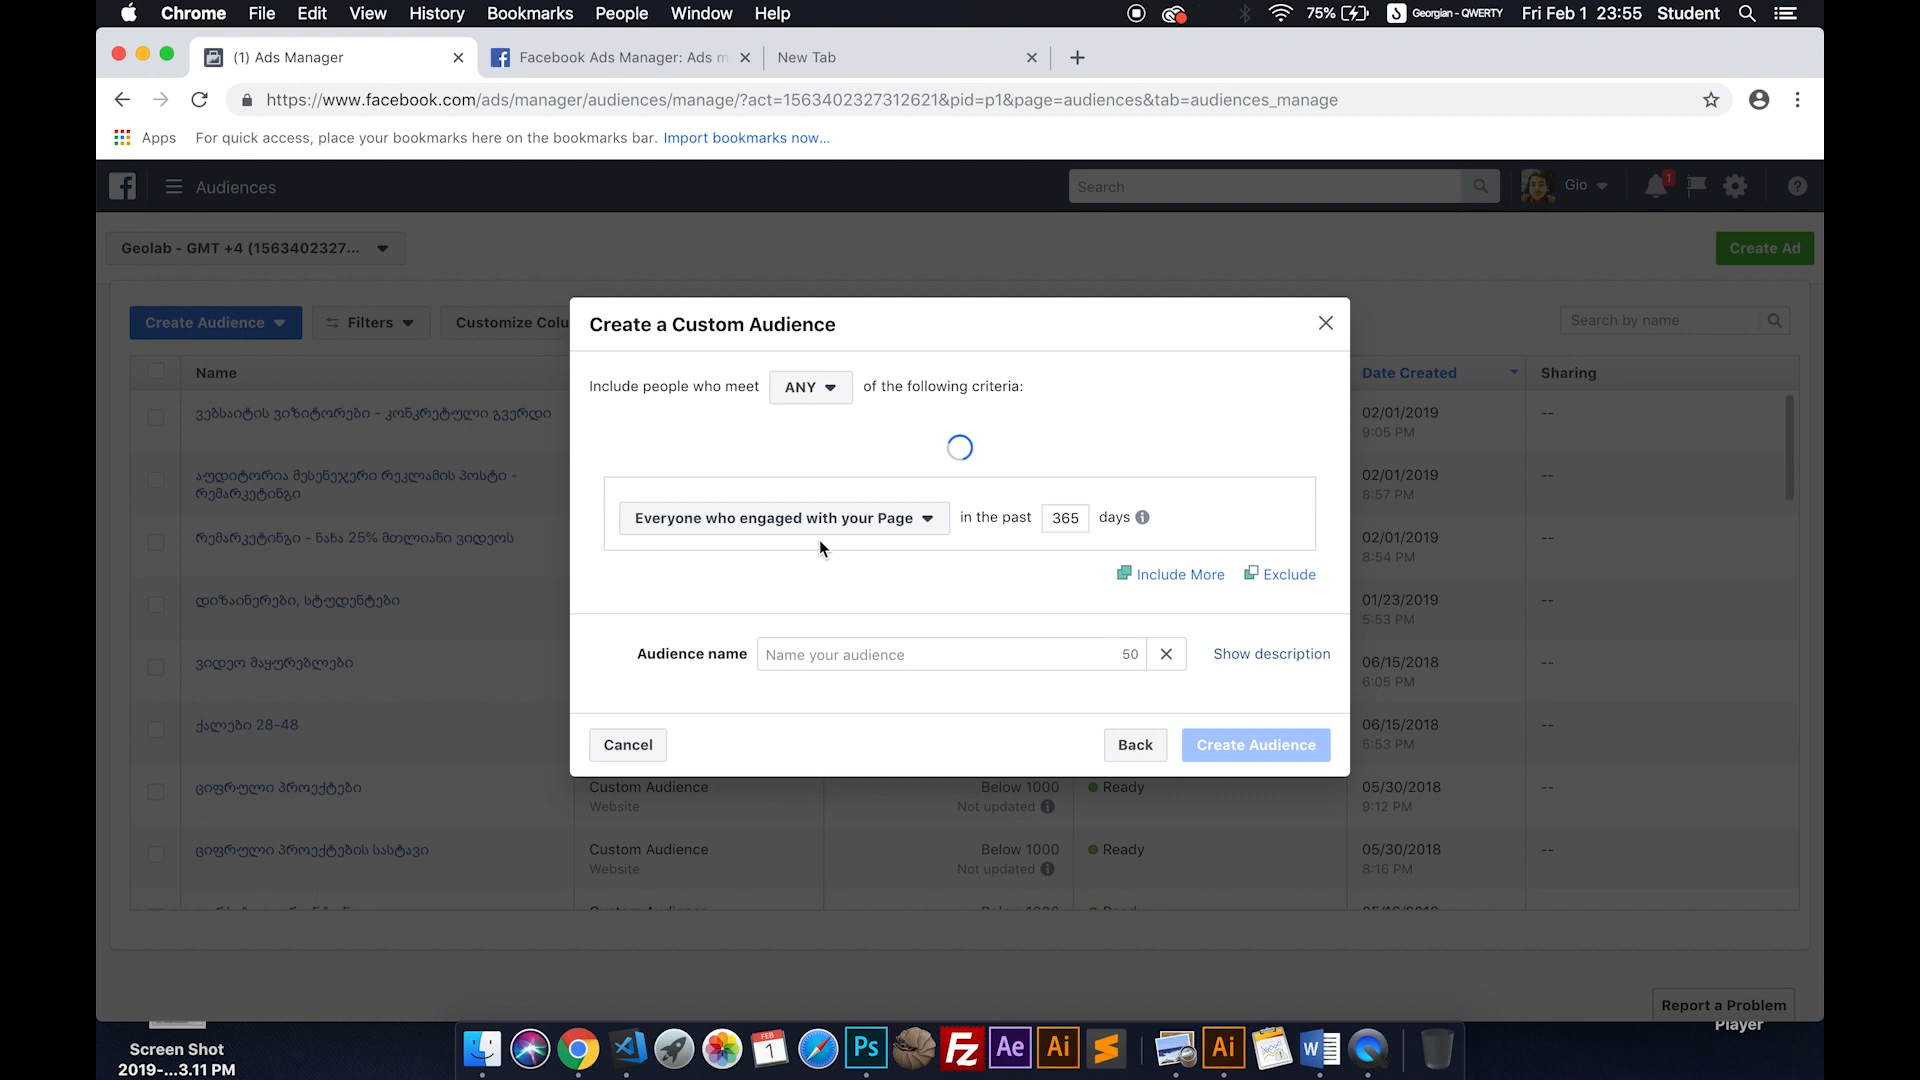 Chrome File Edit View History Bookmarks People Window Help 75% Georgian - QWERTY Fri Feb 1 23:55 Student
(1) Ads Manager Facebook Ads Manager: Ads m New Tab
https://www.facebook.com/ads/manager/audiences/manage/?act=1563402327312621&pid=p1&page=audiences&tab=audiences_manage
Apps For quick access, place your bookmarks here on the bookmarks bar. Import bookmarks now...
Audiences Search Gio 1
Geolab - GMT +4 (1563402327... Create Ad
Create Audience Filters Customize Colu Search by name
Create a Custom Audience
Include people who meet ANY of the following criteria:
Everyone who engaged with your Page in the past 365 days
Include More Exclude
Audience name Name your audience 50 Show description
Cancel Back Create Audience
Name Date Created Sharing
ვებსაიტის ვიზიტორები - კონკრეტული გვერდი 02/01/2019 --
9:05 PM
აუდიტორია მესენეჯერი რეკლამის პოსტი - 02/01/2019 --
რემარკეტინგი 8:57 PM
რემარკეტინგი - ნახა 25% მთლიანი ვიდეოს 02/01/2019 --
8:54 PM
დიზაინერები, სტუდენტები 01/23/2019 --
5:53 PM
ვიდეო მაყურებლები 06/15/2018 --
6:05 PM
ქალები 28-48 06/15/2018 --
5:53 PM
ციფრული პროექტები Custom Audience Below 1000 Ready 05/30/2018 --
Website Not updated 9:12 PM
ციფრული პროექტების სასტავი Custom Audience Below 1000 Ready 05/30/2018 --
Website Not updated 8:16 PM
Report a Problem
Player
Screen Shot
2019-...3.11 PM
FEB
1
Ps Fz Ae Ai Ai W